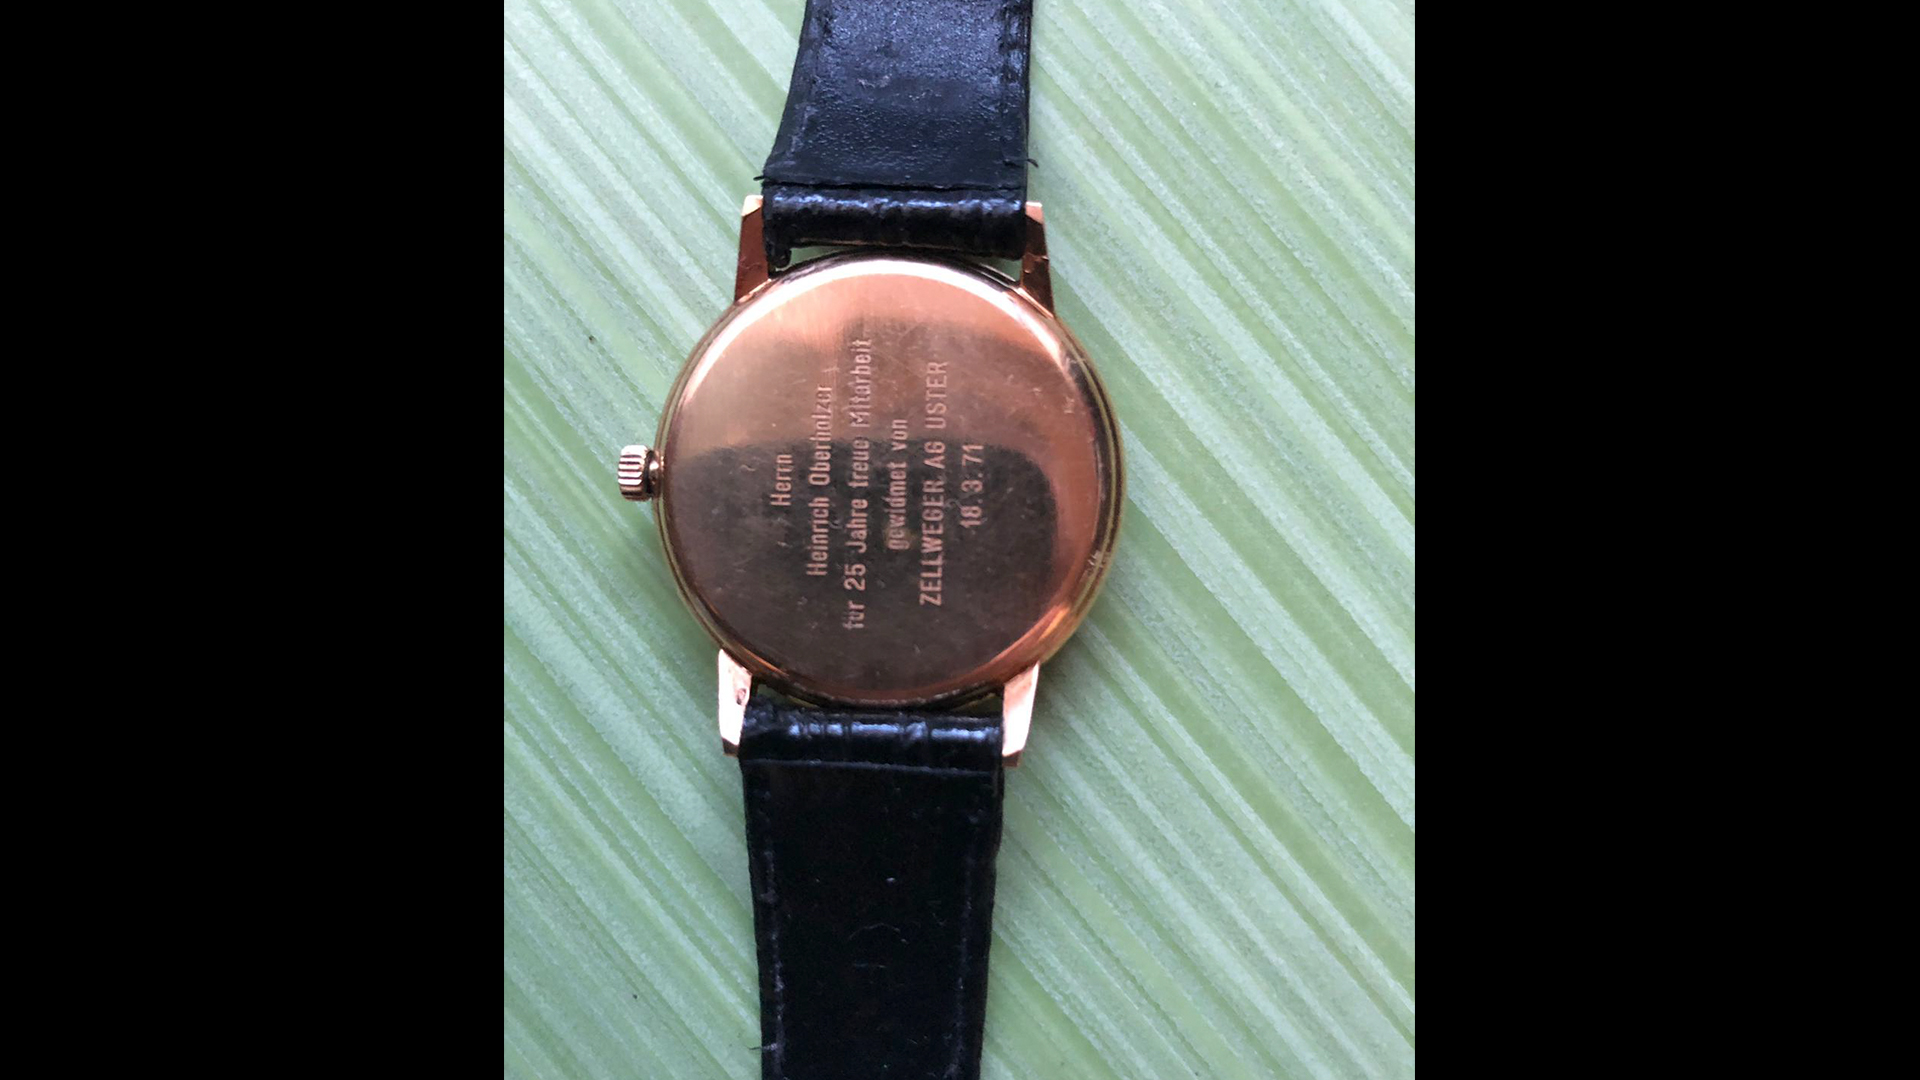 Herrn
Heinrich Oberholzer
für 25 Jahre treue Mitarbeit
gewidmet von
ZELLWEGER AG USTER
18.3.71